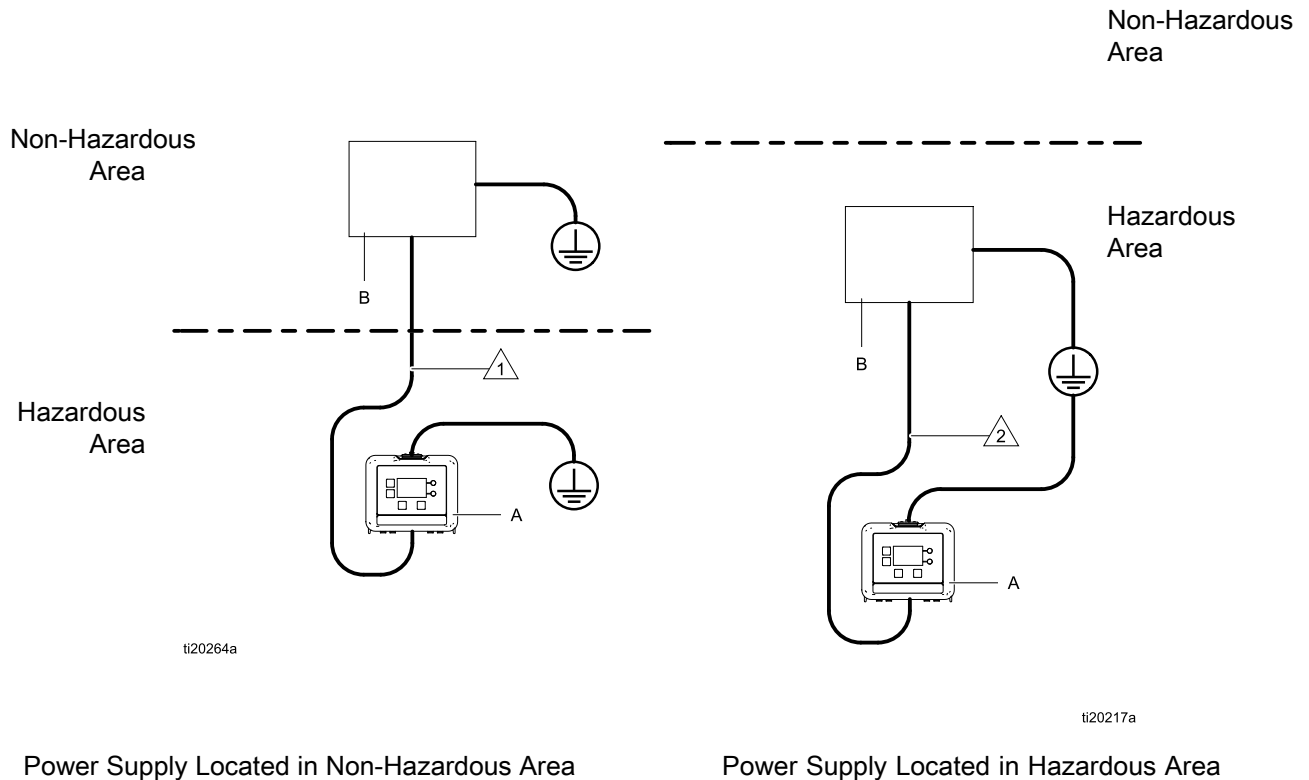 Non-Hazardous
Area
B
1
Hazardous
Area
A
ti20264a
Power Supply Located in Non-Hazardous Area
Non-Hazardous
Area
Hazardous
Area
B
2
A
ti20217a
Power Supply Located in Hazardous Area